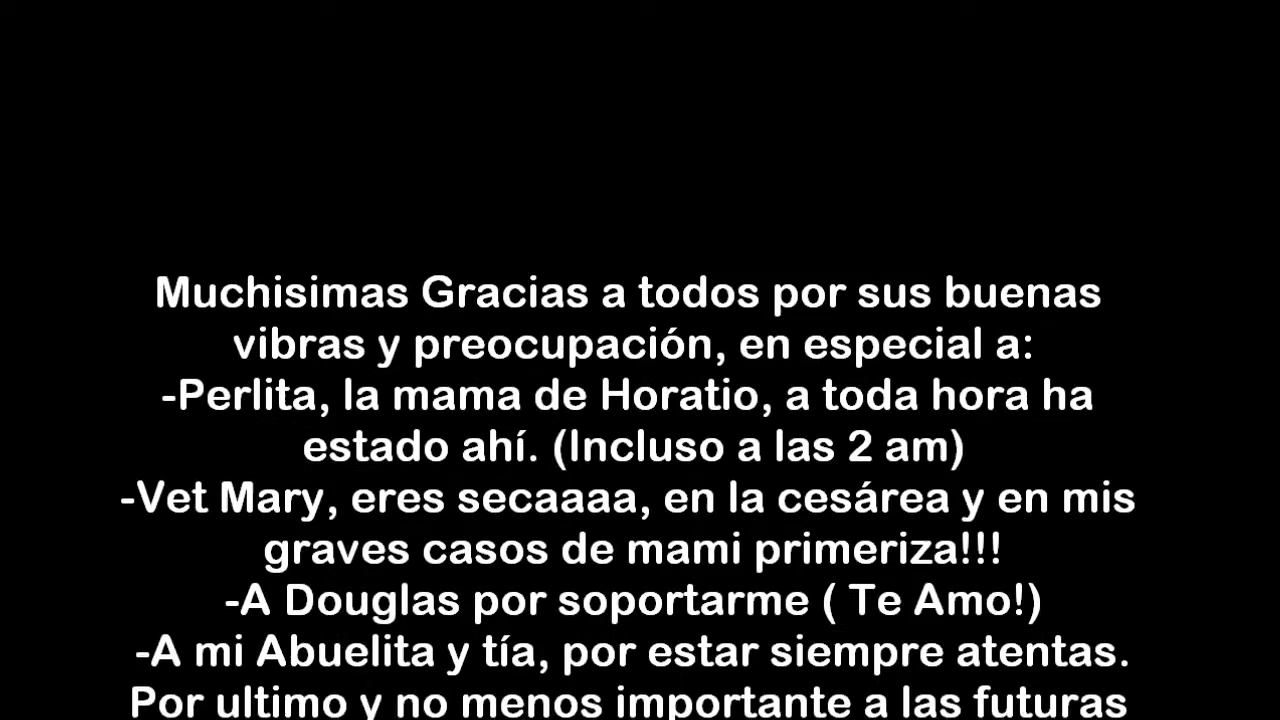 Muchisimas Gracias a todos por sus buenas
vibras y preocupación, en especial a:
-Perlita, la mama de Horatio, a toda hora ha
estado ahí. (Incluso a las 2 am)
-Vet Mary, eres secaaaa, en la cesárea y en mis
graves casos de mami primeriza!!!
-A Douglas por soportarme ( Te Amo!)
-A mi Abuelita y tía, por estar siempre atentas.
Por ultimo y no menos importante a las futuras